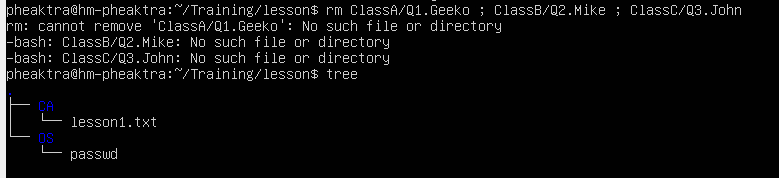 pheaktra@hm-pheaktra:~/Training/lesson$ rm ClassA/Q1.Geeko ; ClassB/Q2.Mike ; ClassC/Q3.John
rm: cannot remove 'ClassA/Q1.Geeko': No such file or directory
-bash: ClassB/Q2.Mike: No such file or directory
-bash: ClassC/Q3.John: No such file or directory
pheaktra@hm-pheaktra:~/Training/lesson$ tree
.
├── CA
│   └── lesson1.txt
└── OS
    └── passwd